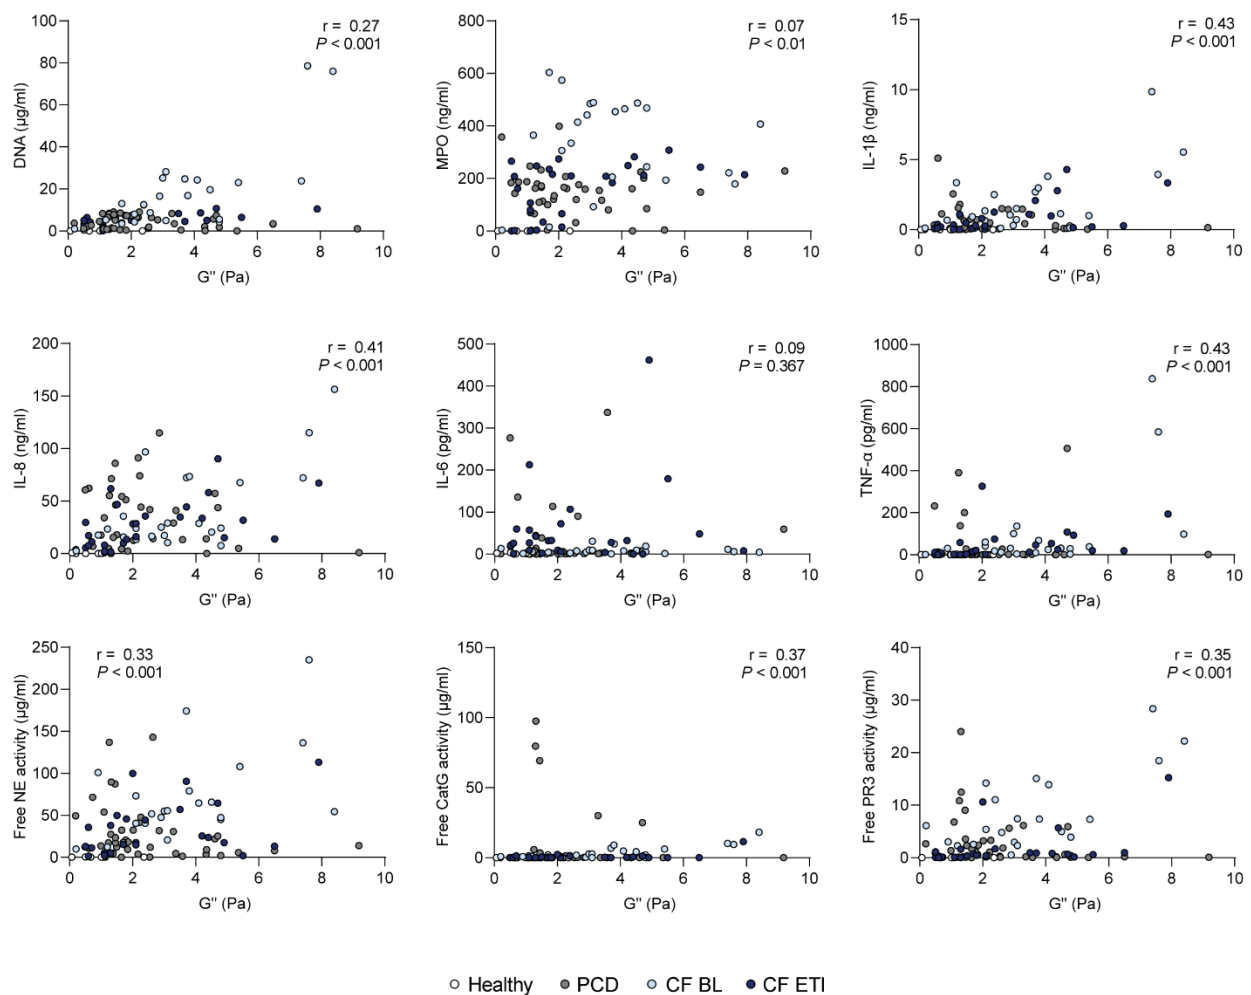 r = 0.27
P < 0.001
DNA (µg/ml)
100
80
60
40
20
0
0 2 4 6 8 10
G" (Pa)
r = 0.07
P < 0.01
MPO (ng/ml)
800
600
400
200
0
0 2 4 6 8 10
G" (Pa)
r = 0.43
P < 0.001
IL-1β (ng/ml)
15
10
5
0
0 2 4 6 8 10
G" (Pa)
r = 0.41
P < 0.001
IL-8 (ng/ml)
200
150
100
50
0
0 2 4 6 8 10
G" (Pa)
r = 0.09
P = 0.367
IL-6 (pg/ml)
500
400
300
200
100
0
0 2 4 6 8 10
G" (Pa)
r = 0.43
P < 0.001
TNF-α (pg/ml)
1000
800
600
400
200
0
0 2 4 6 8 10
G" (Pa)
r = 0.33
P < 0.001
Free NE activity (µg/ml)
250
200
150
100
50
0
0 2 4 6 8 10
G" (Pa)
r = 0.37
P < 0.001
Free CatG activity (µg/ml)
150
100
50
0
0 2 4 6 8 10
G" (Pa)
r = 0.35
P < 0.001
Free PR3 activity (µg/ml)
40
30
20
10
0
0 2 4 6 8 10
G" (Pa)
Healthy PCD CF BL CF ETI